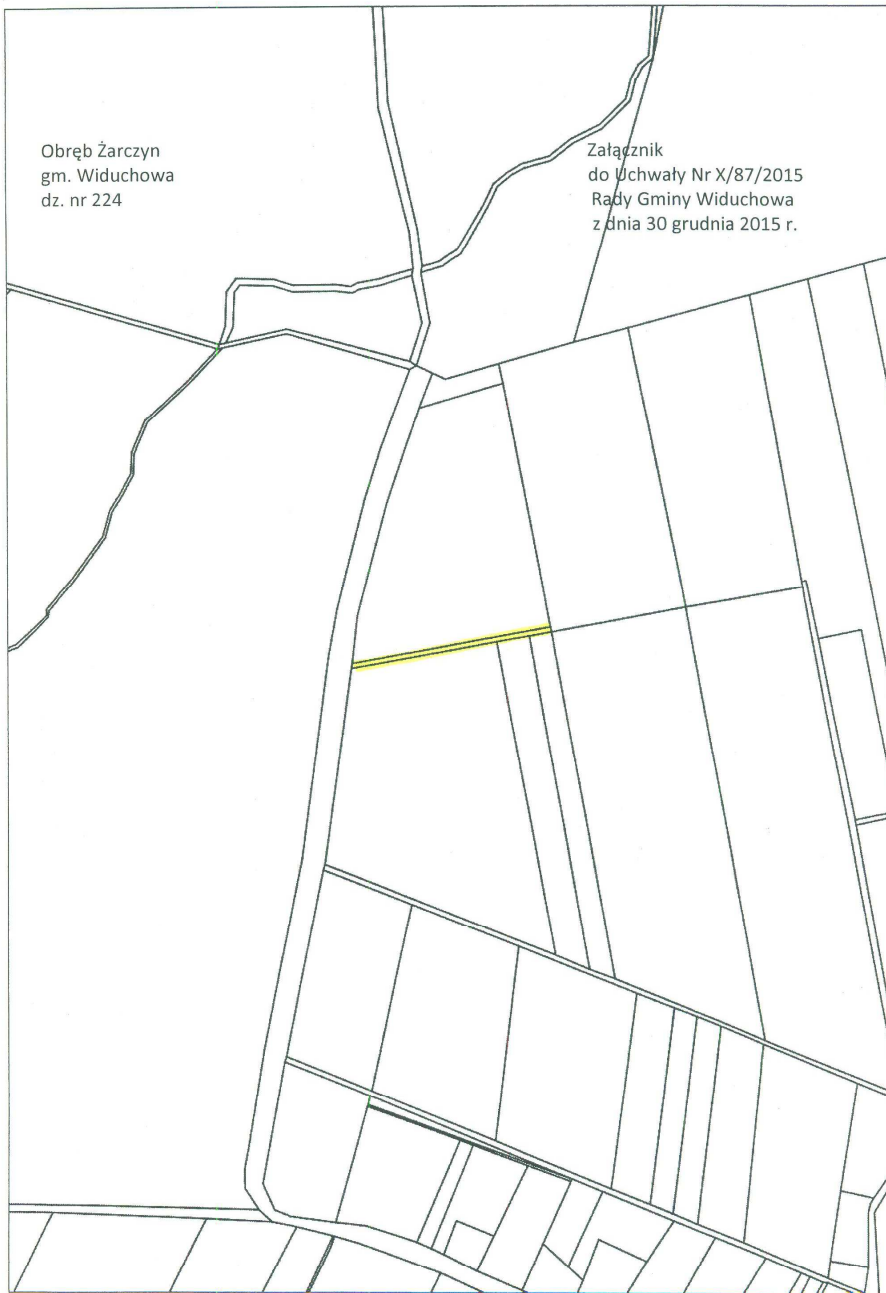 Obręb Żarczyn
gm. Widuchowa
dz. nr 224
Załącznik
do Uchwały Nr X/87/2015
Rady Gminy Widuchowa
z dnia 30 grudnia 2015 r.